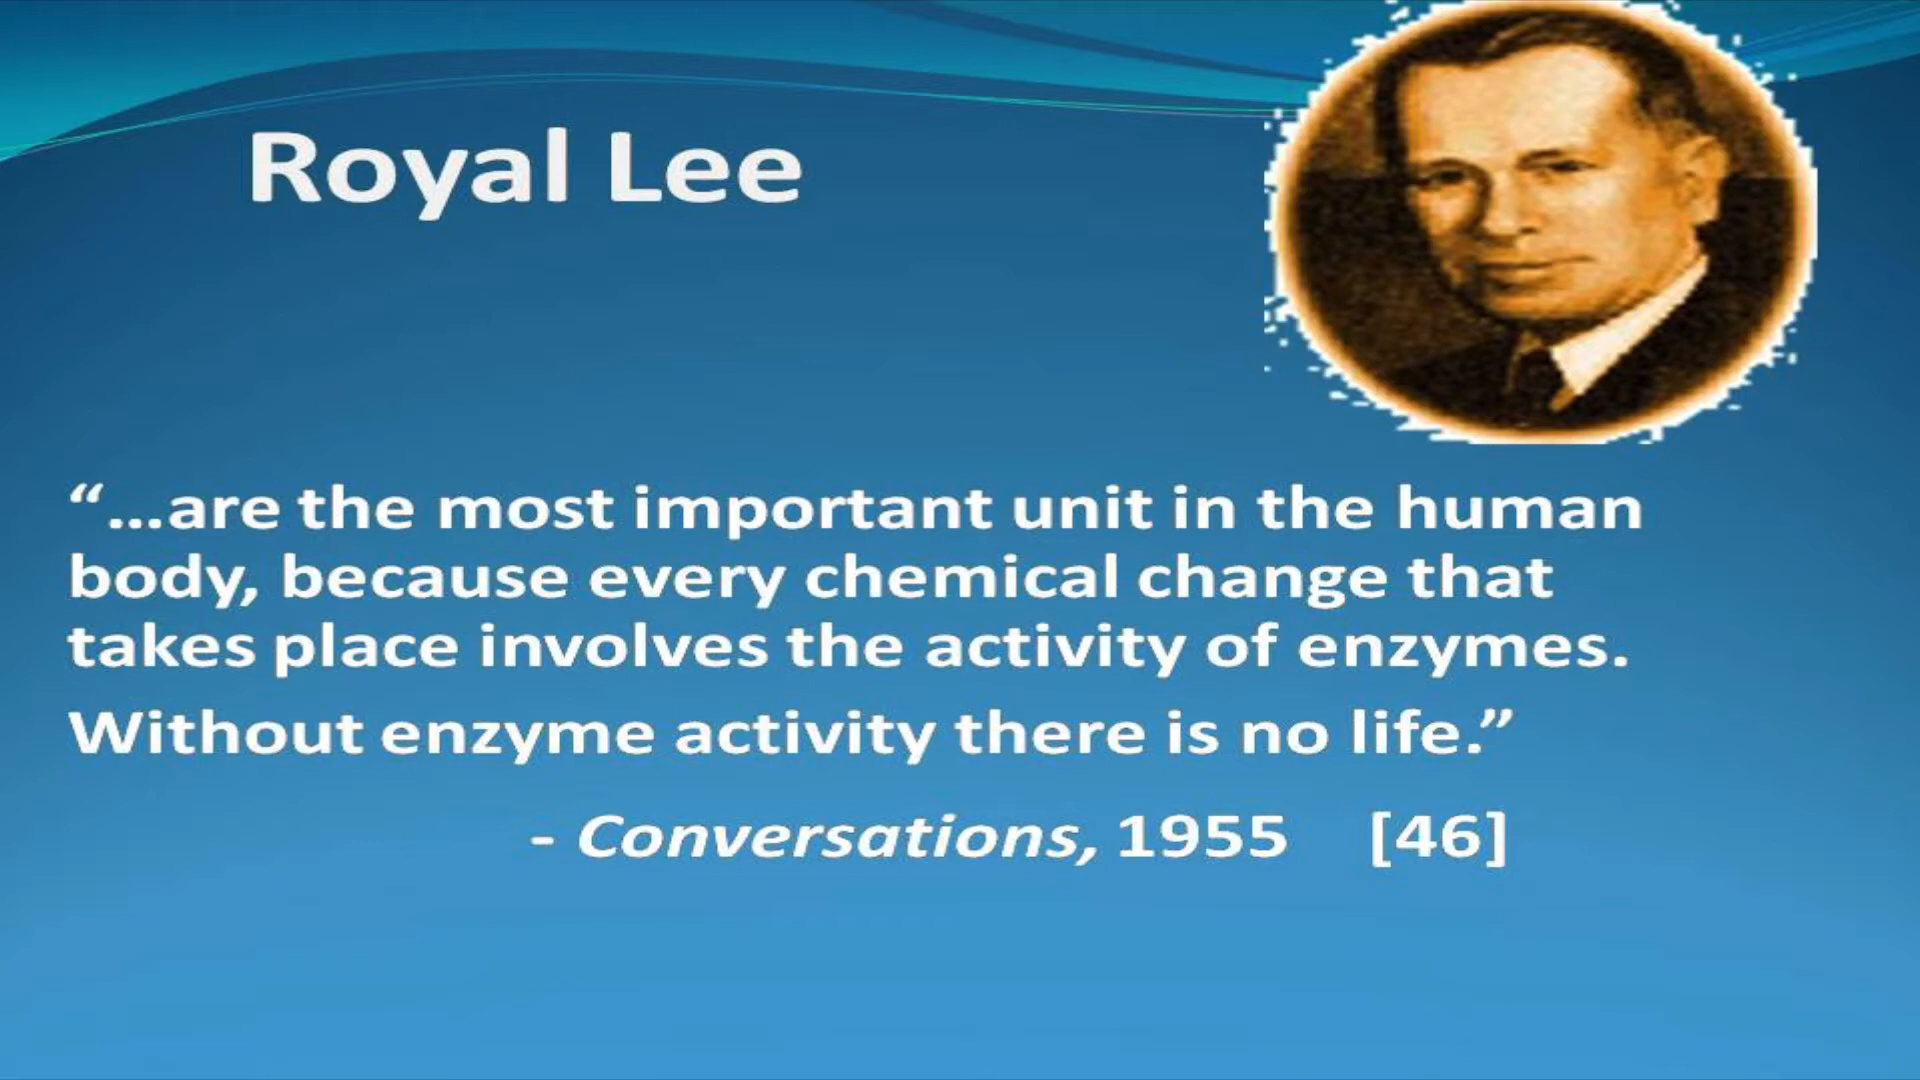 Royal Lee
“...are the most important unit in the human
body, because every chemical change that
takes place involves the activity of enzymes.
Without enzyme activity there is no life.”
- Conversations, 1955 [46]